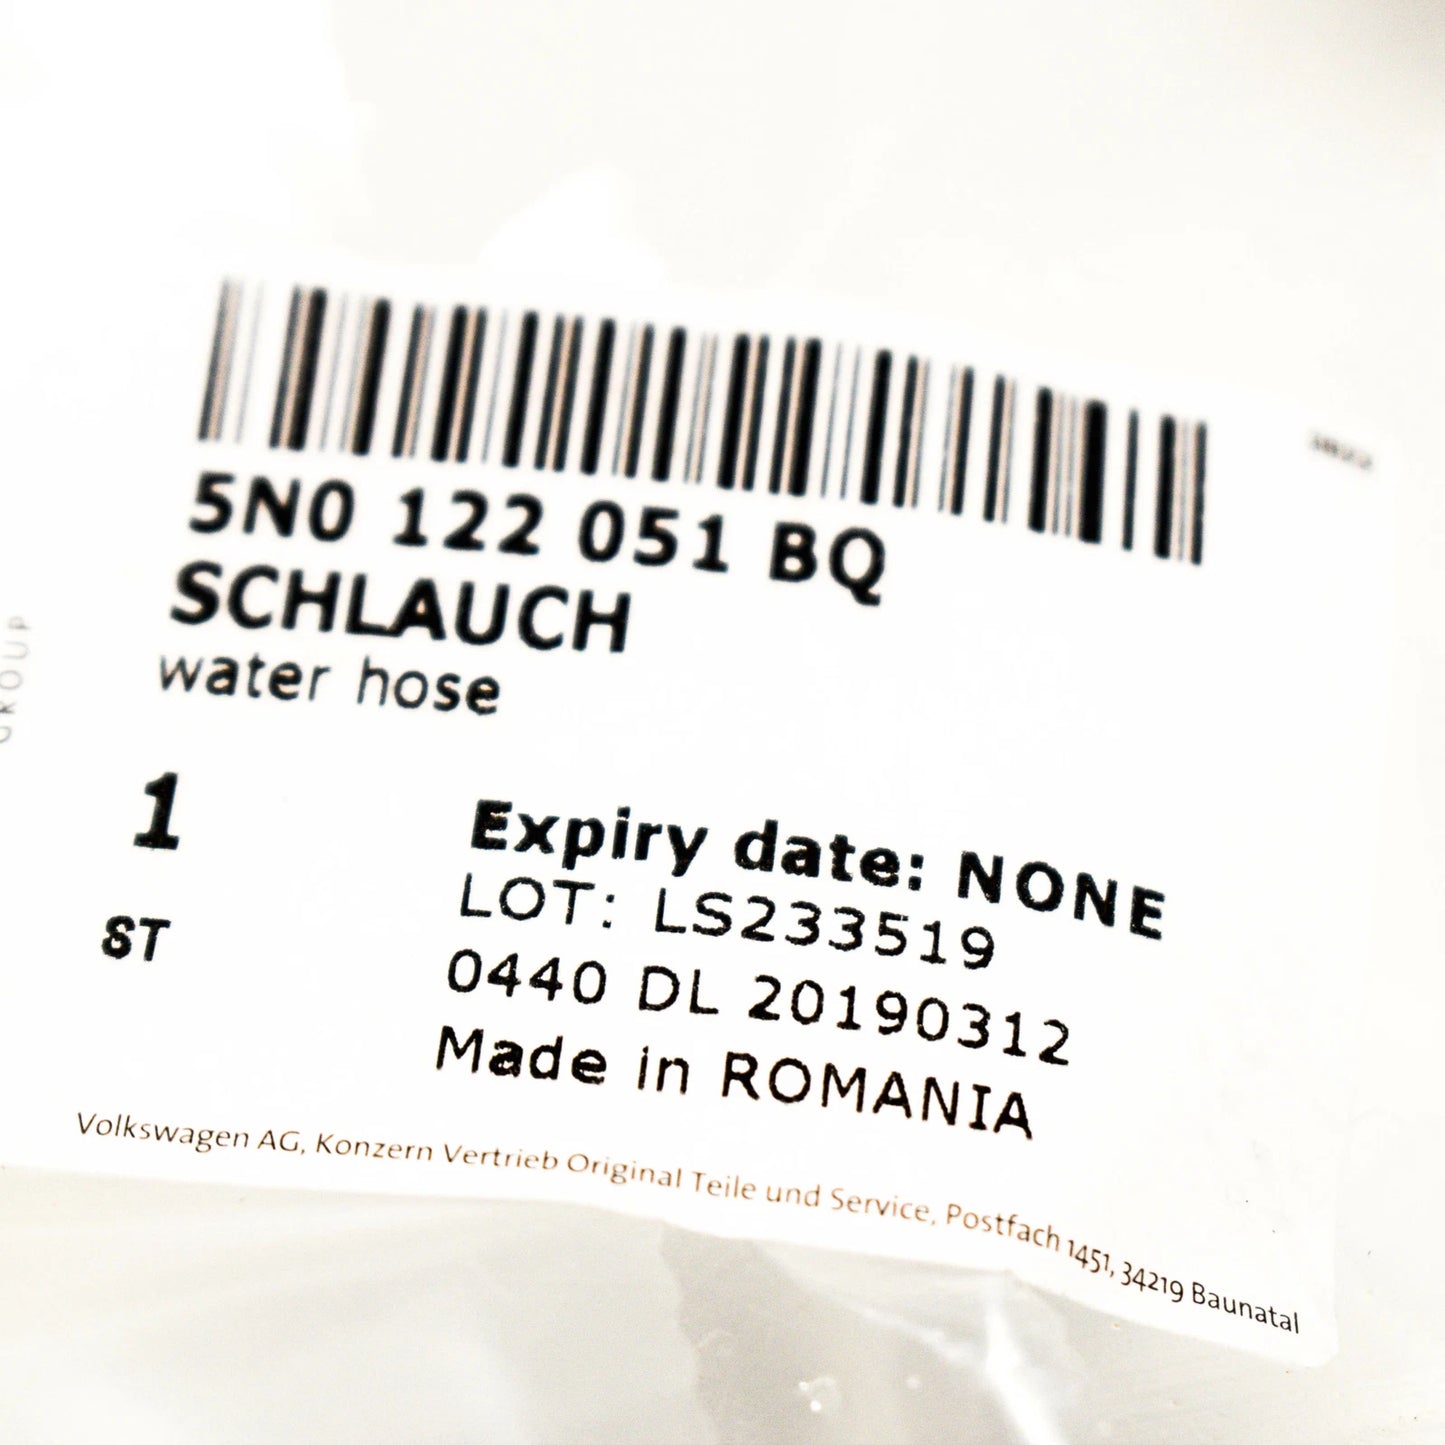 5N0 122 051 BQ
SCHLAUCH
water hose
1
ST
Expiry date: NONE
LOT: LS233519
0440 DL 20190312
Made in ROMANIA
Volkswagen AG, Konzern Vertrieb Original Teile und Service, Postfach 1451, 34219 Baunatal
GROUP